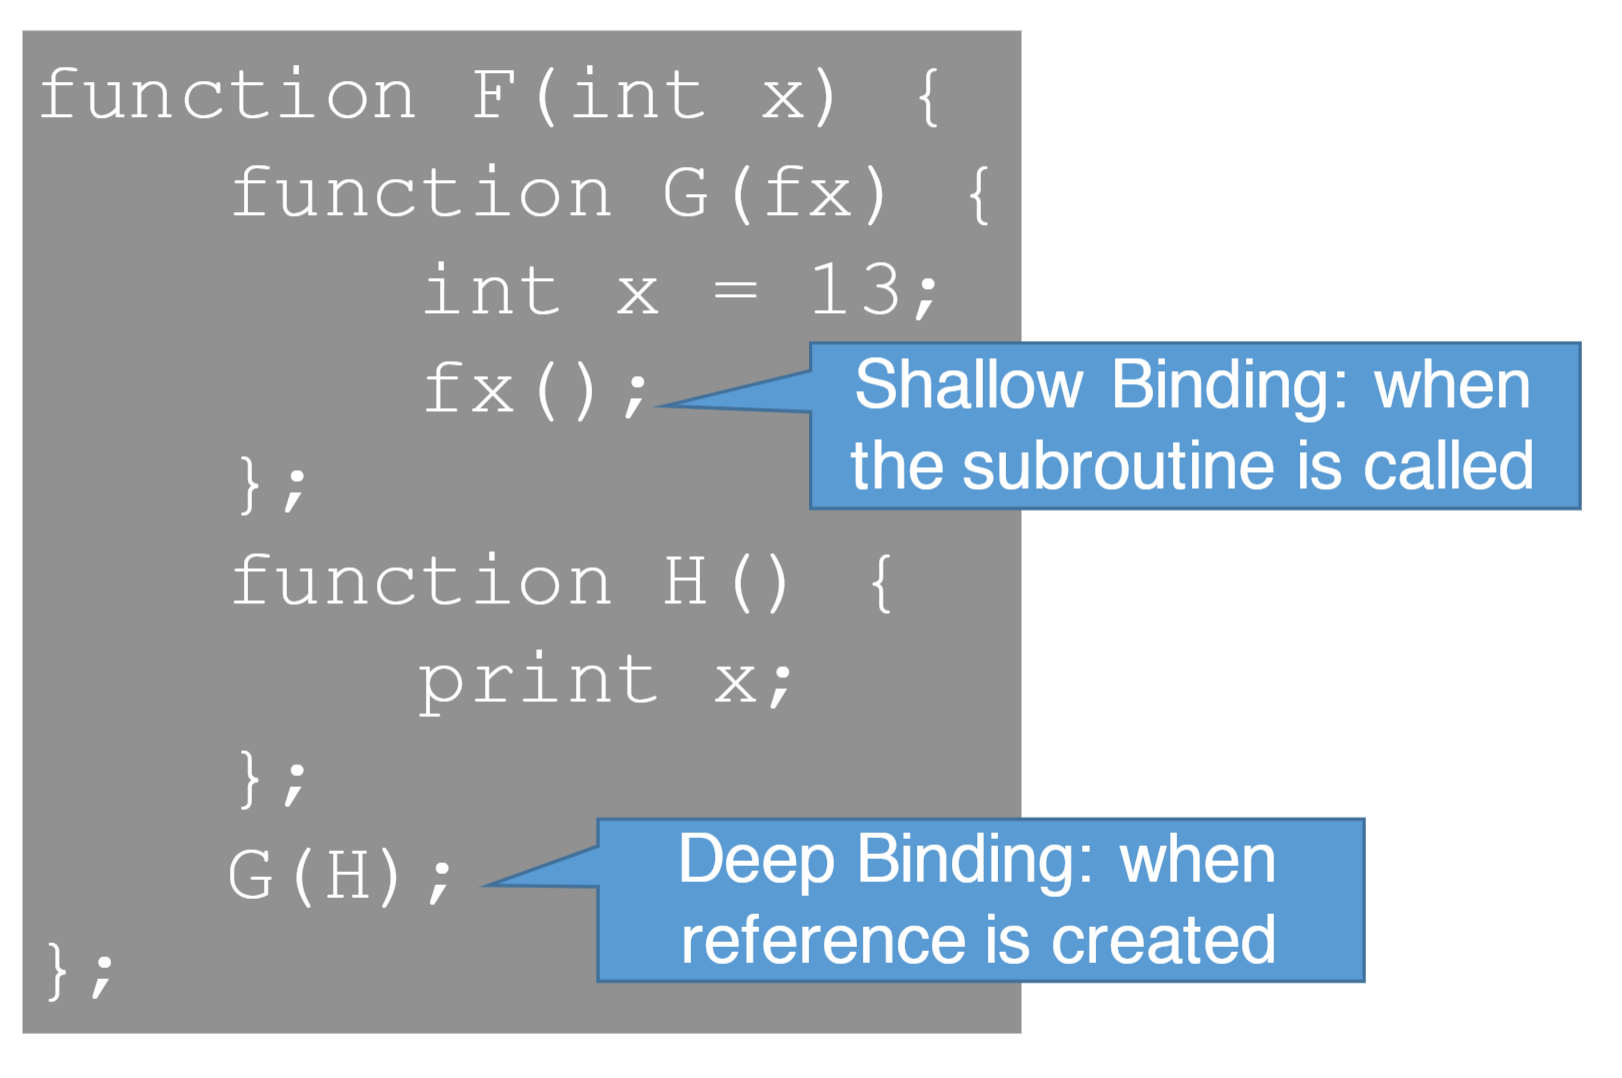 function F(int x) {
function G(fx) {
int x = 13;
fx();
Shallow Binding: when
the subroutine is called
};
function H() {
print x;
};
G(H);
Deep Binding: when
reference is created
};